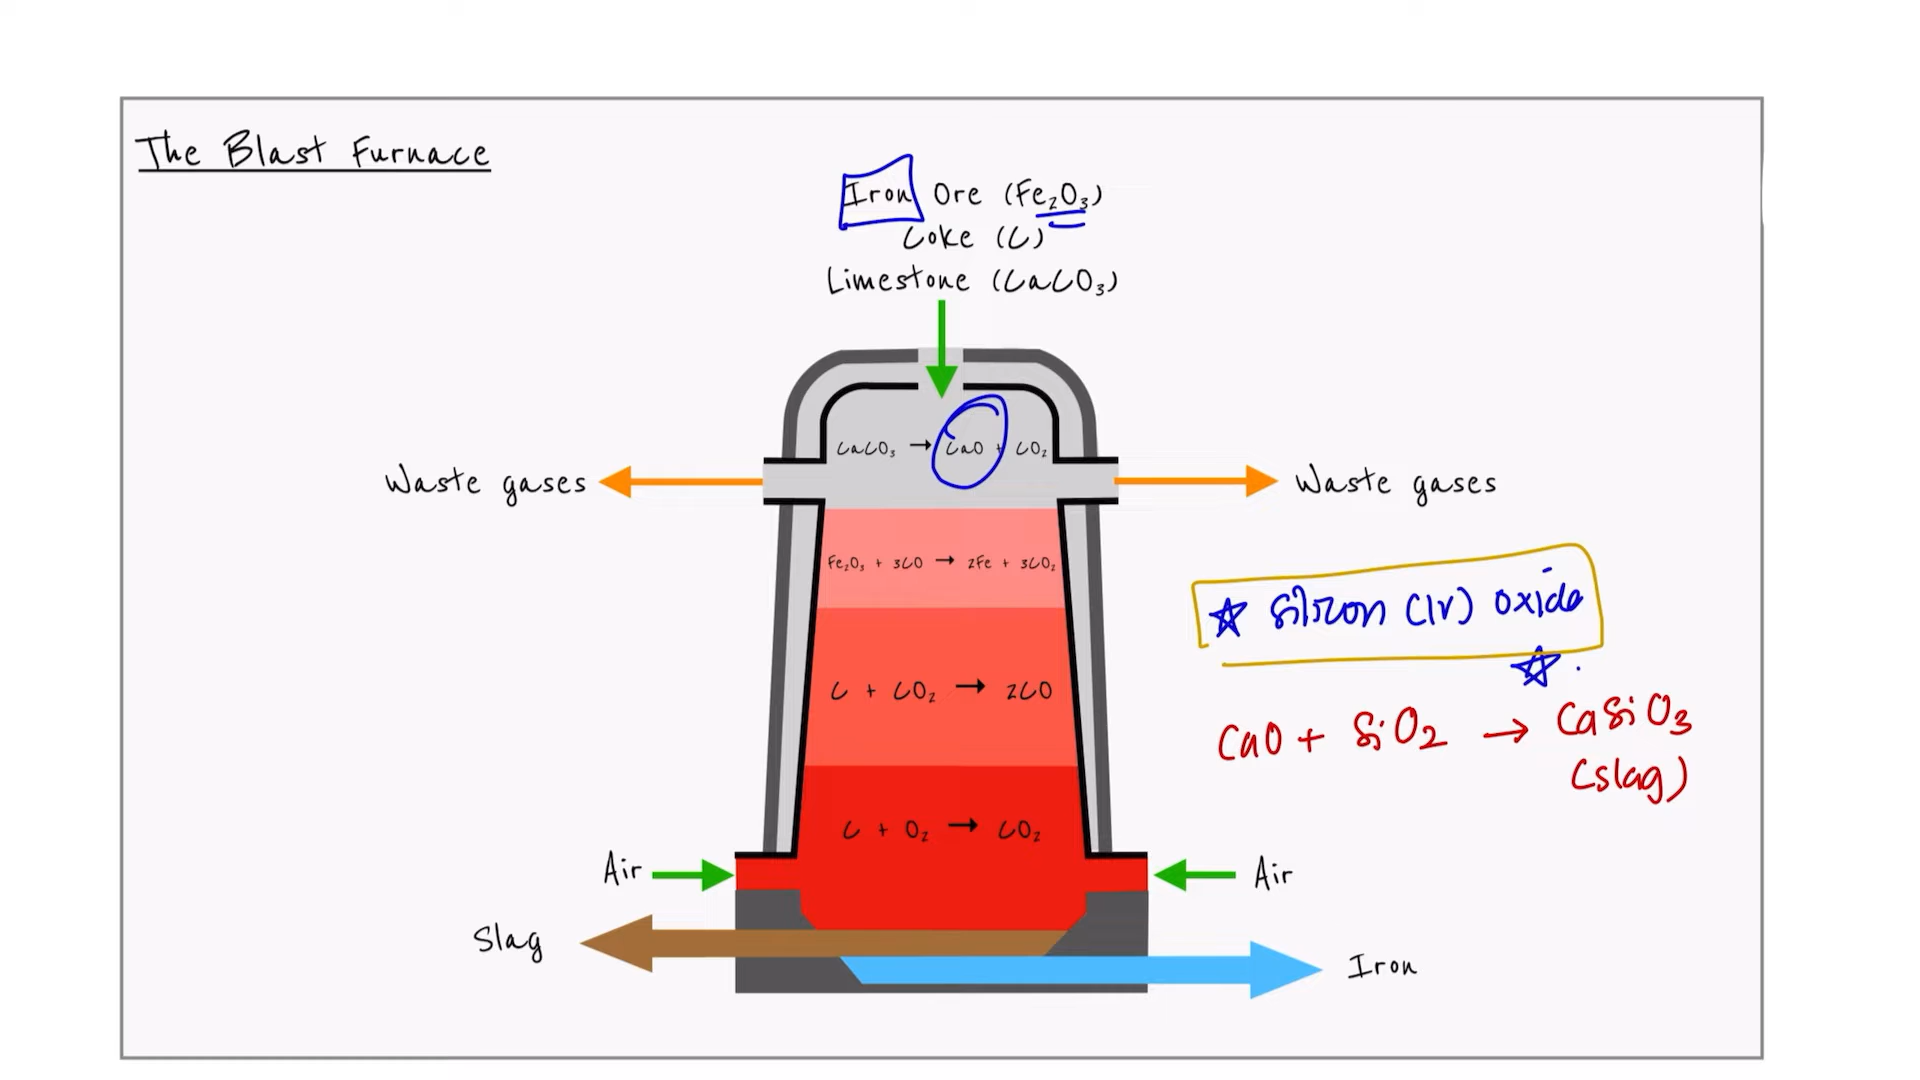 The Blast Furnace
Iron Ore (Fe₂O₃)
Coke (C)
Limestone (CaCO₃)
CaCO₃ → CaO + CO₂
Waste gases
Waste gases
Fe₂O₃ + 3CO → 2Fe + 3CO₂
☆ silicon (IV) oxide
☆
C + CO₂ → 2CO
CaO + SiO₂ → CaSiO₃
(slag)
C + O₂ → CO₂
Air
Air
Slag
Iron